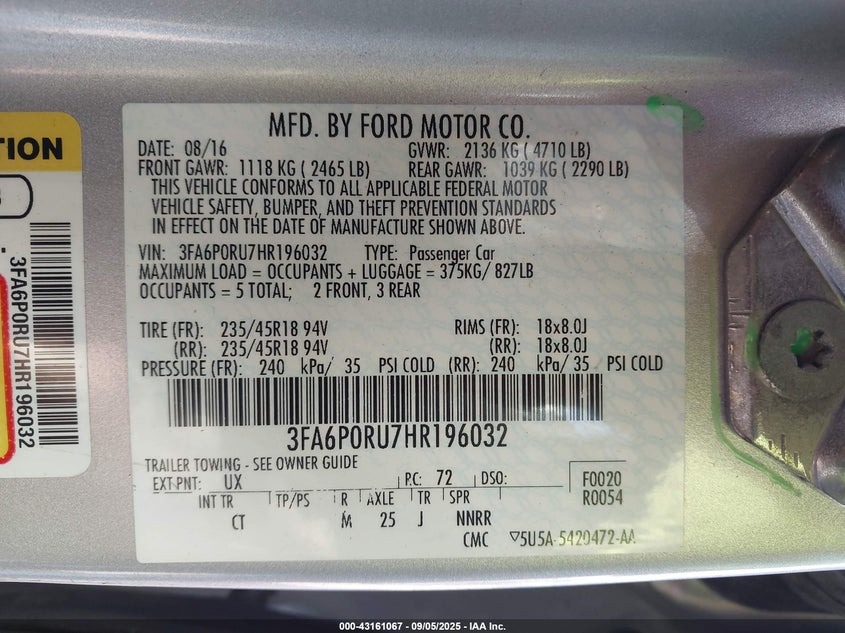 TION
3FA6P0RU7HR196032
MFD. BY FORD MOTOR CO.
DATE: 08/16 GVWR: 2136 KG ( 4710 LB)
FRONT GAWR: 1118 KG ( 2465 LB) REAR GAWR: 1039 KG ( 2290 LB)
THIS VEHICLE CONFORMS TO ALL APPLICABLE FEDERAL MOTOR
VEHICLE SAFETY, BUMPER, AND THEFT PREVENTION STANDARDS
IN EFFECT ON THE DATE OF MANUFACTURE SHOWN ABOVE.
VIN: 3FA6P0RU7HR196032 TYPE: Passenger Car
MAXIMUM LOAD = OCCUPANTS + LUGGAGE = 375KG/ 827LB
OCCUPANTS = 5 TOTAL; 2 FRONT, 3 REAR
TIRE (FR): 235/45R18 94V RIMS (FR): 18x8.0J
(RR): 235/45R18 94V (RR): 18x8.0J
PRESSURE (FR): 240 kPa/ 35 PSI COLD (RR): 240 kPa/ 35 PSI COLD
3FA6P0RU7HR196032
TRAILER TOWING - SEE OWNER GUIDE
EXT PNT: UX P.C: 72 DSO: F0020
INT TR TP/PS R AXLE TR SPR R0054
CT M 25 J NNRR
CMC ▽5U5A-5420472-AA
000-43161067 - 09/05/2025 - IAA Inc.